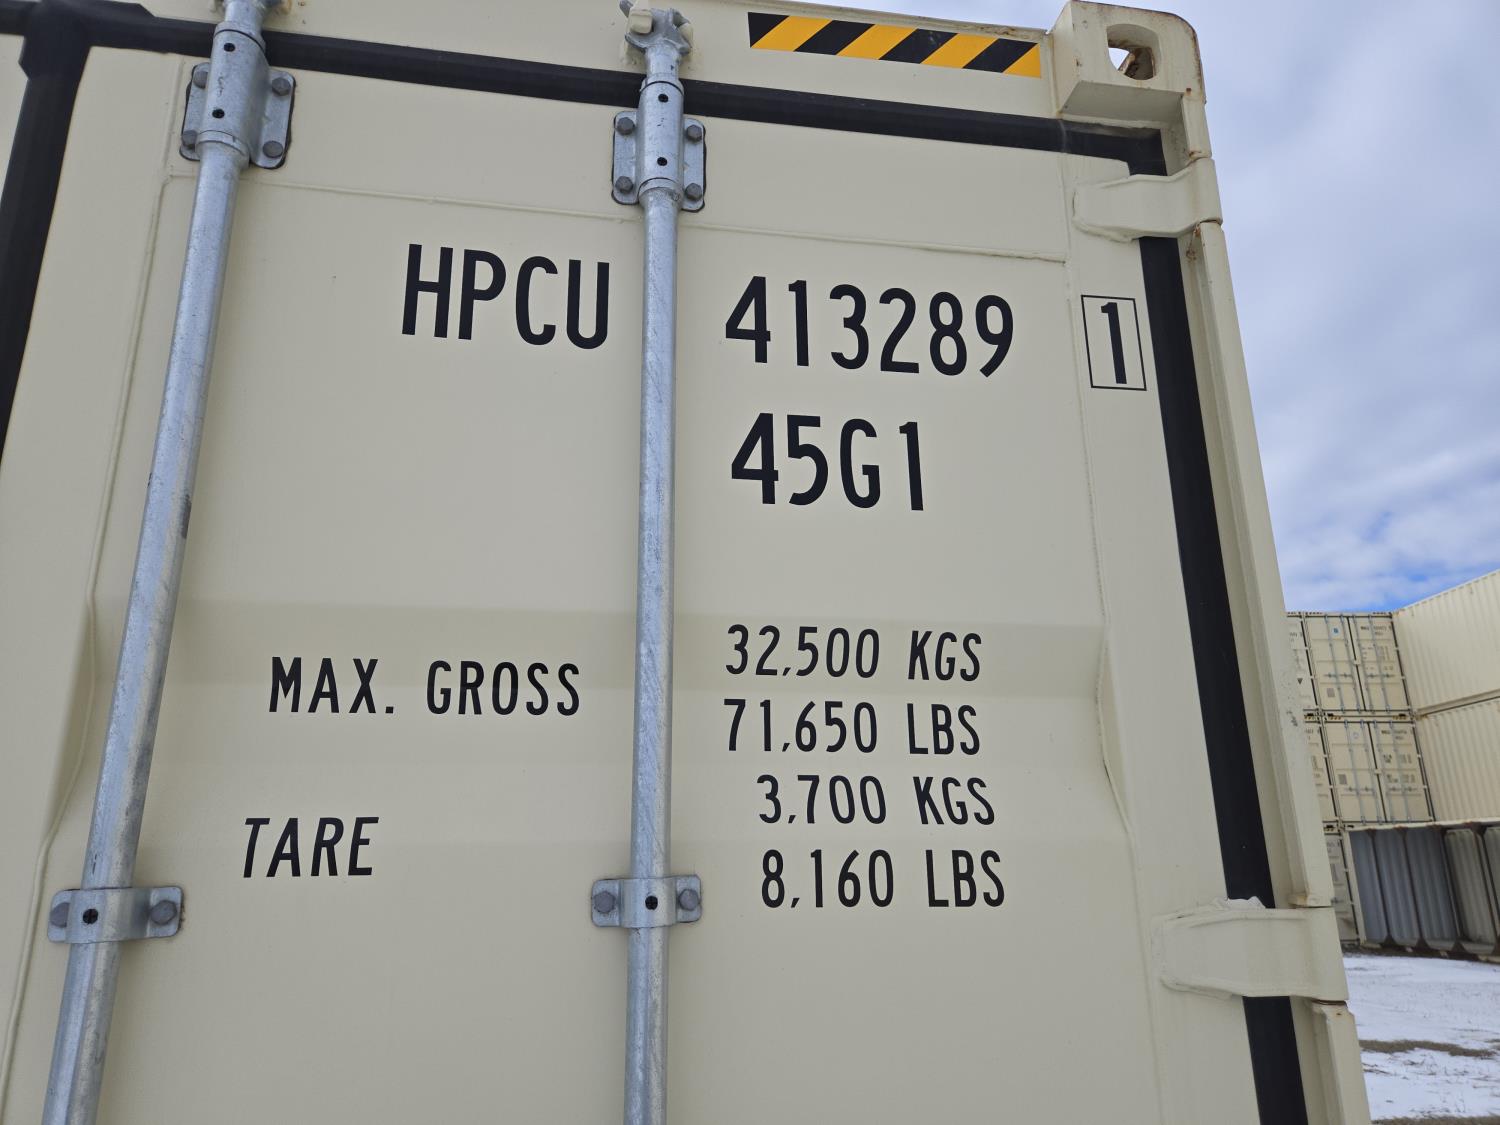 HPCU 413289 1
45G1
MAX. GROSS 32,500 KGS
71,650 LBS
TARE 3,700 KGS
8,160 LBS